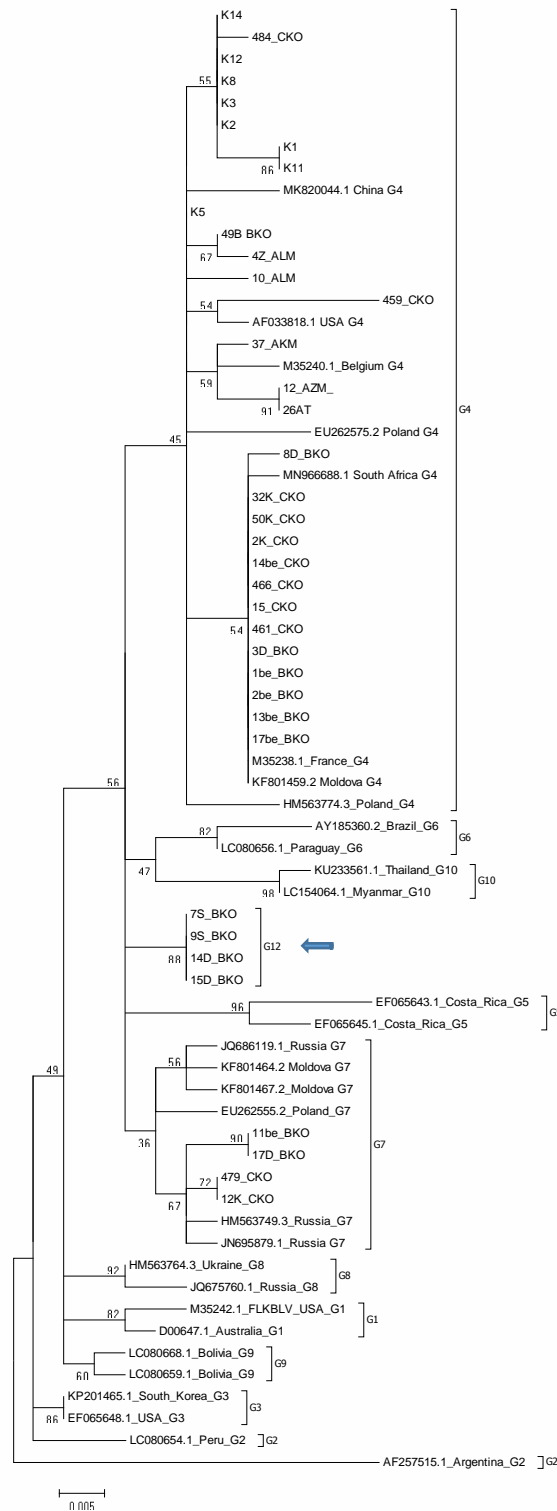 K14
484_CKO
K12
55 K8
K3
K2
K1
86 K11
MK820044.1 China G4
K5
49B BKO
67 4Z_ALM
10_ALM
54 459_CKO
AF033818.1 USA G4
37_AKM
G4
M35240.1_Belgium G4
59 12_AZM_
91 26AT
EU262575.2 Poland G4
45
8D_BKO
MN966688.1 South Africa G4
32K_CKO
50K_CKO
2K_CKO
14be_CKO
466_CKO
15_CKO
54 461_CKO
3D_BKO
1be_BKO
2be_BKO
13be_BKO
17be_BKO
M35238.1_France_G4
KF801459.2 Moldova G4
56
HM563774.3_Poland_G4
82 AY185360.2_Brazil_G6
G6
LC080656.1_Paraguay_G6
47 KU233561.1_Thailand_G10
G10
98 LC154064.1_Myanmar_G10
7S_BKO
9S_BKO
G12
88 14D_BKO
15D_BKO
96 EF065643.1_Costa_Rica_G5
EF065645.1_Costa_Rica_G5
JQ686119.1_Russia G7
56 KF801464.2 Moldova G7
49
KF801467.2 Moldova G7
EU262555.2_Poland_G7
36 11be_BKO
90 17D_BKO
G7
72 479_CKO
67 12K_CKO
HM563749.3_Russia_G7
JN695879.1_Russia G7
HM563764.3_Ukraine_G8
92
G8
JQ675760.1_Russia_G8
82 M35242.1_FLKBLV_USA_G1
G1
D00647.1_Australia_G1
LC080668.1_Bolivia_G9
G9
60 LC080659.1_Bolivia_G9
KP201465.1_South_Korea_G3
G3
86 EF065648.1_USA_G3
LC080654.1_Peru_G2 G2
AF257515.1_Argentina_G2 G2
0.005